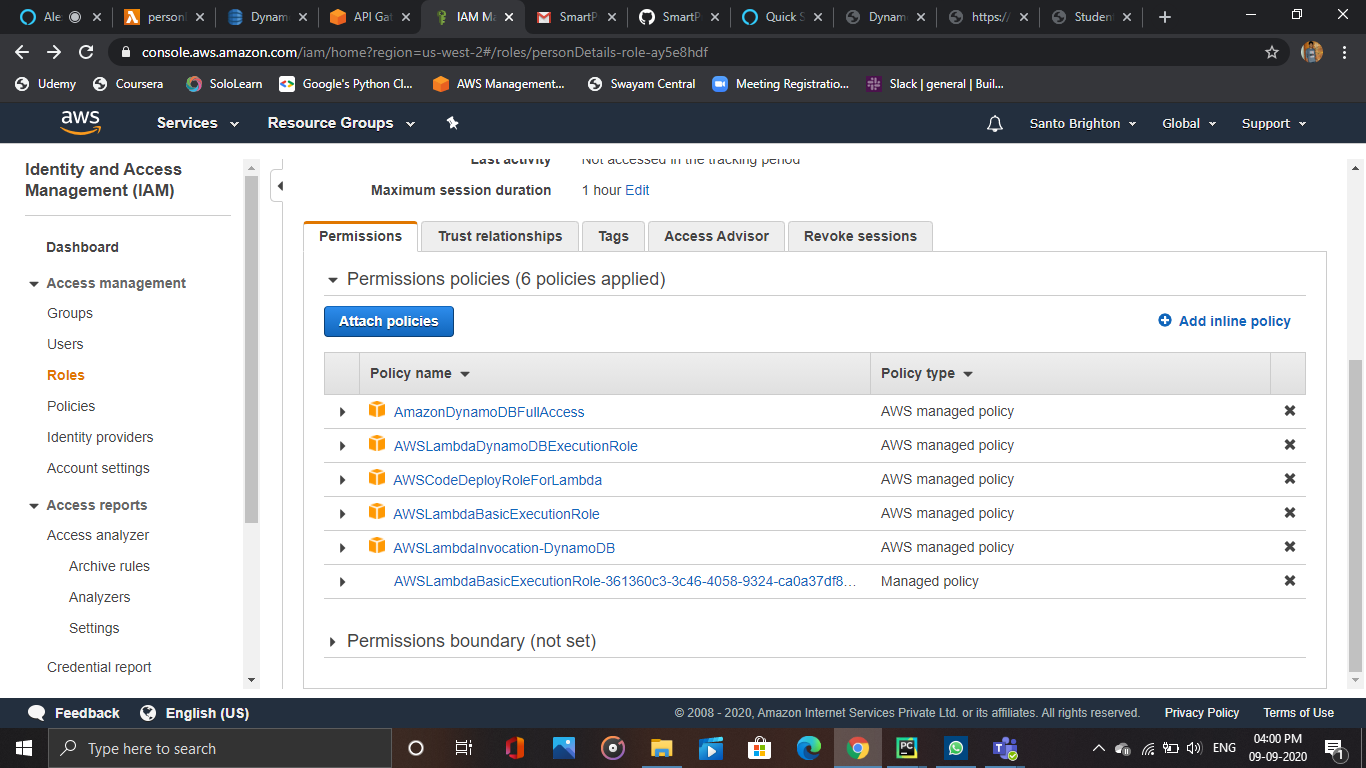 Ale
person
Dynam
API Gat
IAM Ma
SmartP
SmartP
Quick S
Dynam
https:/
Student
console.aws.amazon.com/iam/home?region=us-west-2#/roles/personDetails-role-ay5e8hdf
Udemy
Coursera
SoloLearn
Google's Python Cl...
AWS Management...
Swayam Central
Meeting Registratio...
Slack | general | Buil...
aws
Services
Resource Groups
Santo Brighton
Global
Support
Identity and Access
Management (IAM)
Dashboard
Access management
Groups
Users
Roles
Policies
Identity providers
Account settings
Access reports
Access analyzer
Archive rules
Analyzers
Settings
Credential report
Last activity Not accessed in the tracking period
Maximum session duration 1 hour Edit
Permissions
Trust relationships
Tags
Access Advisor
Revoke sessions
Permissions policies (6 policies applied)
Attach policies
Add inline policy
Policy name Policy type
AmazonDynamoDBFullAccess AWS managed policy
AWSLambdaDynamoDBExecutionRole AWS managed policy
AWSCodeDeployRoleForLambda AWS managed policy
AWSLambdaBasicExecutionRole AWS managed policy
AWSLambdaInvocation-DynamoDB AWS managed policy
AWSLambdaBasicExecutionRole-361360c3-3c46-4058-9324-ca0a37df8... Managed policy
Permissions boundary (not set)
Feedback
English (US)
© 2008 - 2020, Amazon Internet Services Private Ltd. or its affiliates. All rights reserved.
Privacy Policy
Terms of Use
Type here to search
ENG
04:00 PM
09-09-2020
1